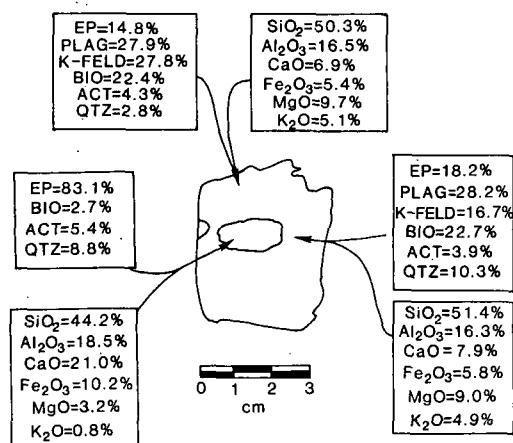 EP=14.8%
PLAG=27.9%
K-FELD=27.8%
BIO=22.4%
ACT=4.3%
QTZ=2.8%
SiO₂=50.3%
Al₂O₃=16.5%
CaO=6.9%
Fe₂O₃=5.4%
MgO=9.7%
K₂O=5.1%
EP=83.1%
BIO=2.7%
ACT=5.4%
QTZ=8.8%
EP=18.2%
PLAG=28.2%
K-FELD=16.7%
BIO=22.7%
ACT=3.9%
QTZ=10.3%
SiO₂=44.2%
Al₂O₃=18.5%
CaO=21.0%
Fe₂O₃=10.2%
MgO=3.2%
K₂O=0.8%
SiO₂=51.4%
Al₂O₃=16.3%
CaO=7.9%
Fe₂O₃=5.8%
MgO=9.0%
K₂O=4.9%
0 1 2 3
cm